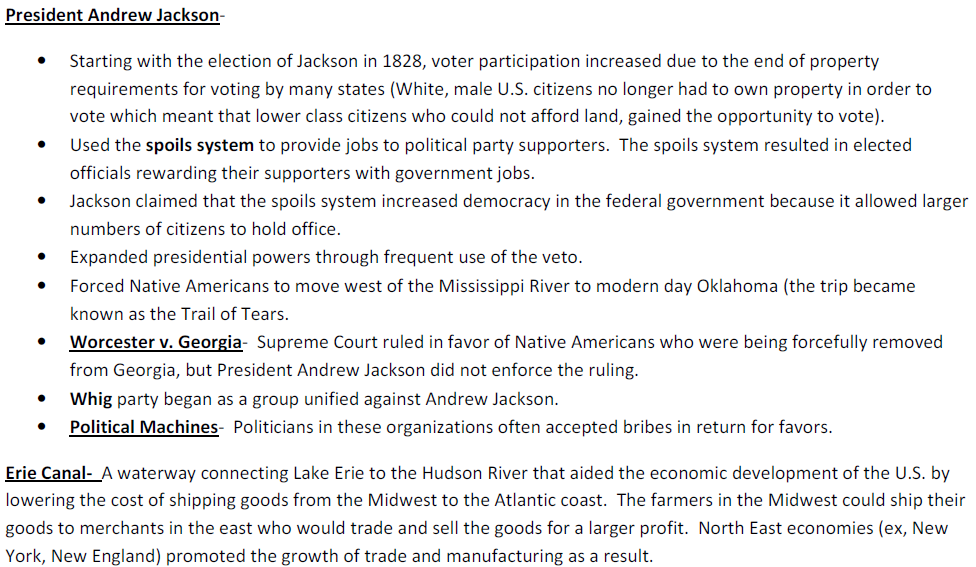 President Andrew Jackson-
• Starting with the election of Jackson in 1828, voter participation increased due to the end of property
requirements for voting by many states (White, male U.S. citizens no longer had to own property in order to
vote which meant that lower class citizens who could not afford land, gained the opportunity to vote).
• Used the spoils system to provide jobs to political party supporters.  The spoils system resulted in elected
officials rewarding their supporters with government jobs.
• Jackson claimed that the spoils system increased democracy in the federal government because it allowed larger
numbers of citizens to hold office.
• Expanded presidential powers through frequent use of the veto.
• Forced Native Americans to move west of the Mississippi River to modern day Oklahoma (the trip became
known as the Trail of Tears.
• Worcester v. Georgia-  Supreme Court ruled in favor of Native Americans who were being forcefully removed
from Georgia, but President Andrew Jackson did not enforce the ruling.
• Whig party began as a group unified against Andrew Jackson.
• Political Machines-  Politicians in these organizations often accepted bribes in return for favors.
Erie Canal-  A waterway connecting Lake Erie to the Hudson River that aided the economic development of the U.S. by
lowering the cost of shipping goods from the Midwest to the Atlantic coast.  The farmers in the Midwest could ship their
goods to merchants in the east who would trade and sell the goods for a larger profit.  North East economies (ex, New
York, New England) promoted the growth of trade and manufacturing as a result.